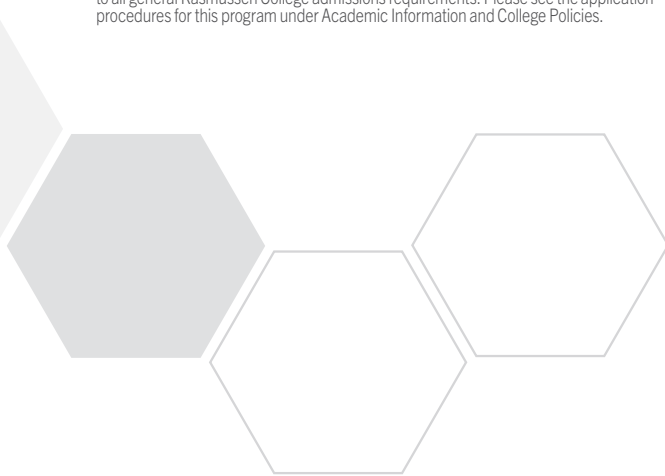 to all general Rasmussen College admissions requirements. Please see the application
procedures for this program under Academic Information and College Policies.